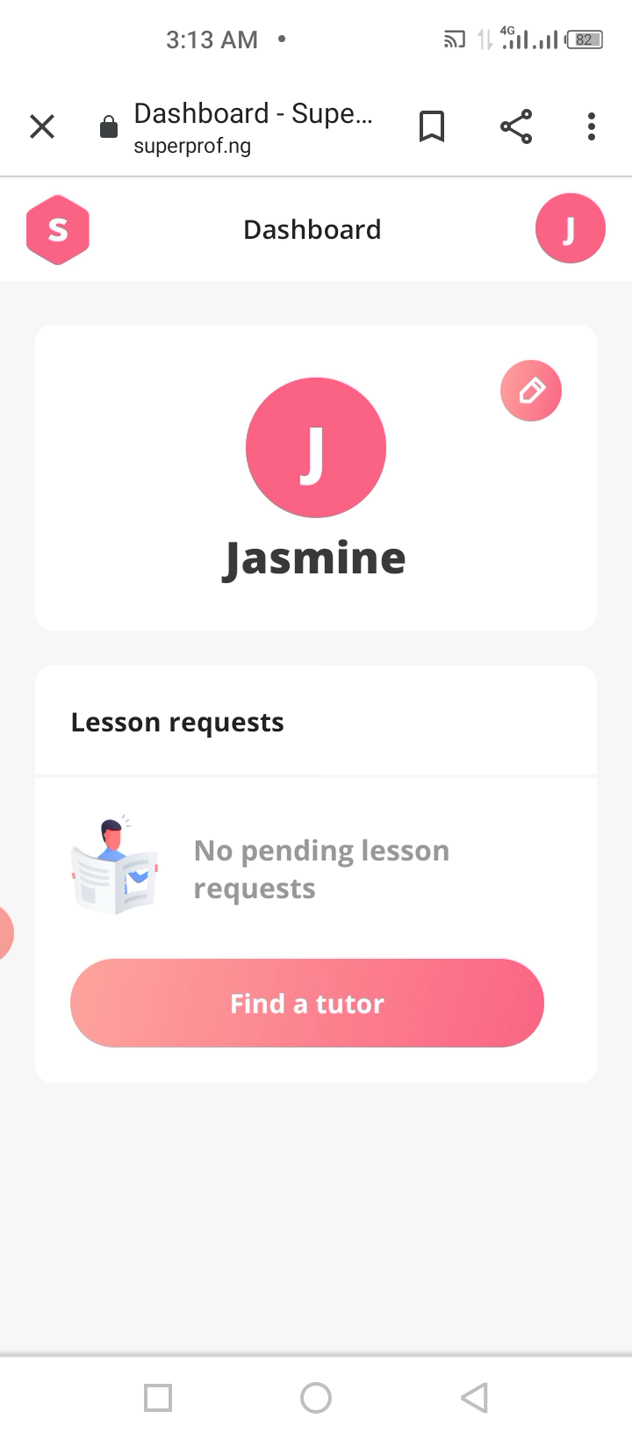 3:13 AM •
4G
82
Dashboard - Supe...
superprof.ng
S
Dashboard
J
J
Jasmine
Lesson requests
No pending lesson
requests
Find a tutor